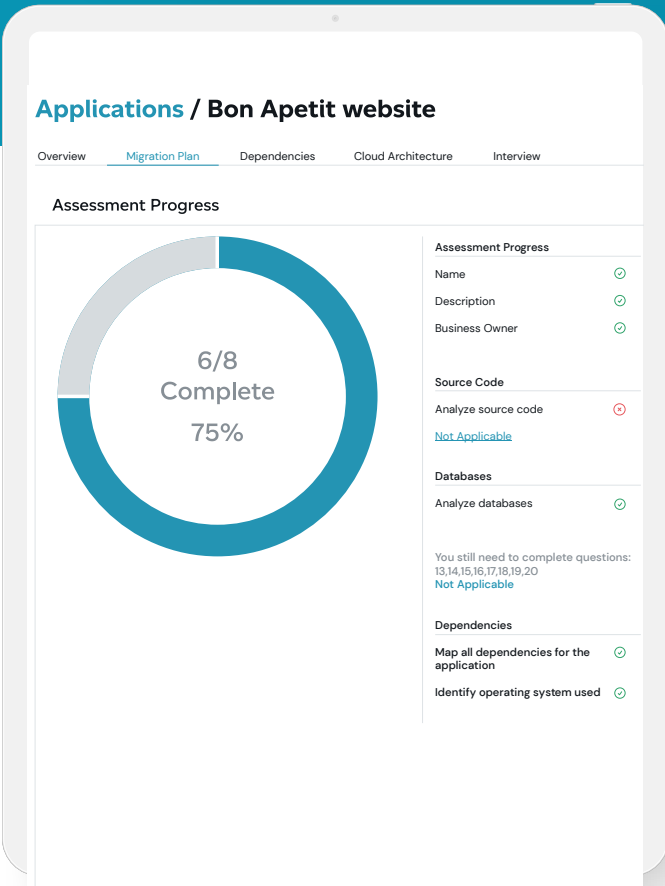 Applications / Bon Apetit website
Overview
Migration Plan
Dependencies
Cloud Architecture
Interview
Assessment Progress
6/8
Complete
75%
Assessment Progress
Name
Description
Business Owner
Source Code
Analyze source code
Not Applicable
Databases
Analyze databases
You still need to complete questions:
13,14,15,16,17,18,19,20
Not Applicable
Dependencies
Map all dependencies for the
application
Identify operating system used